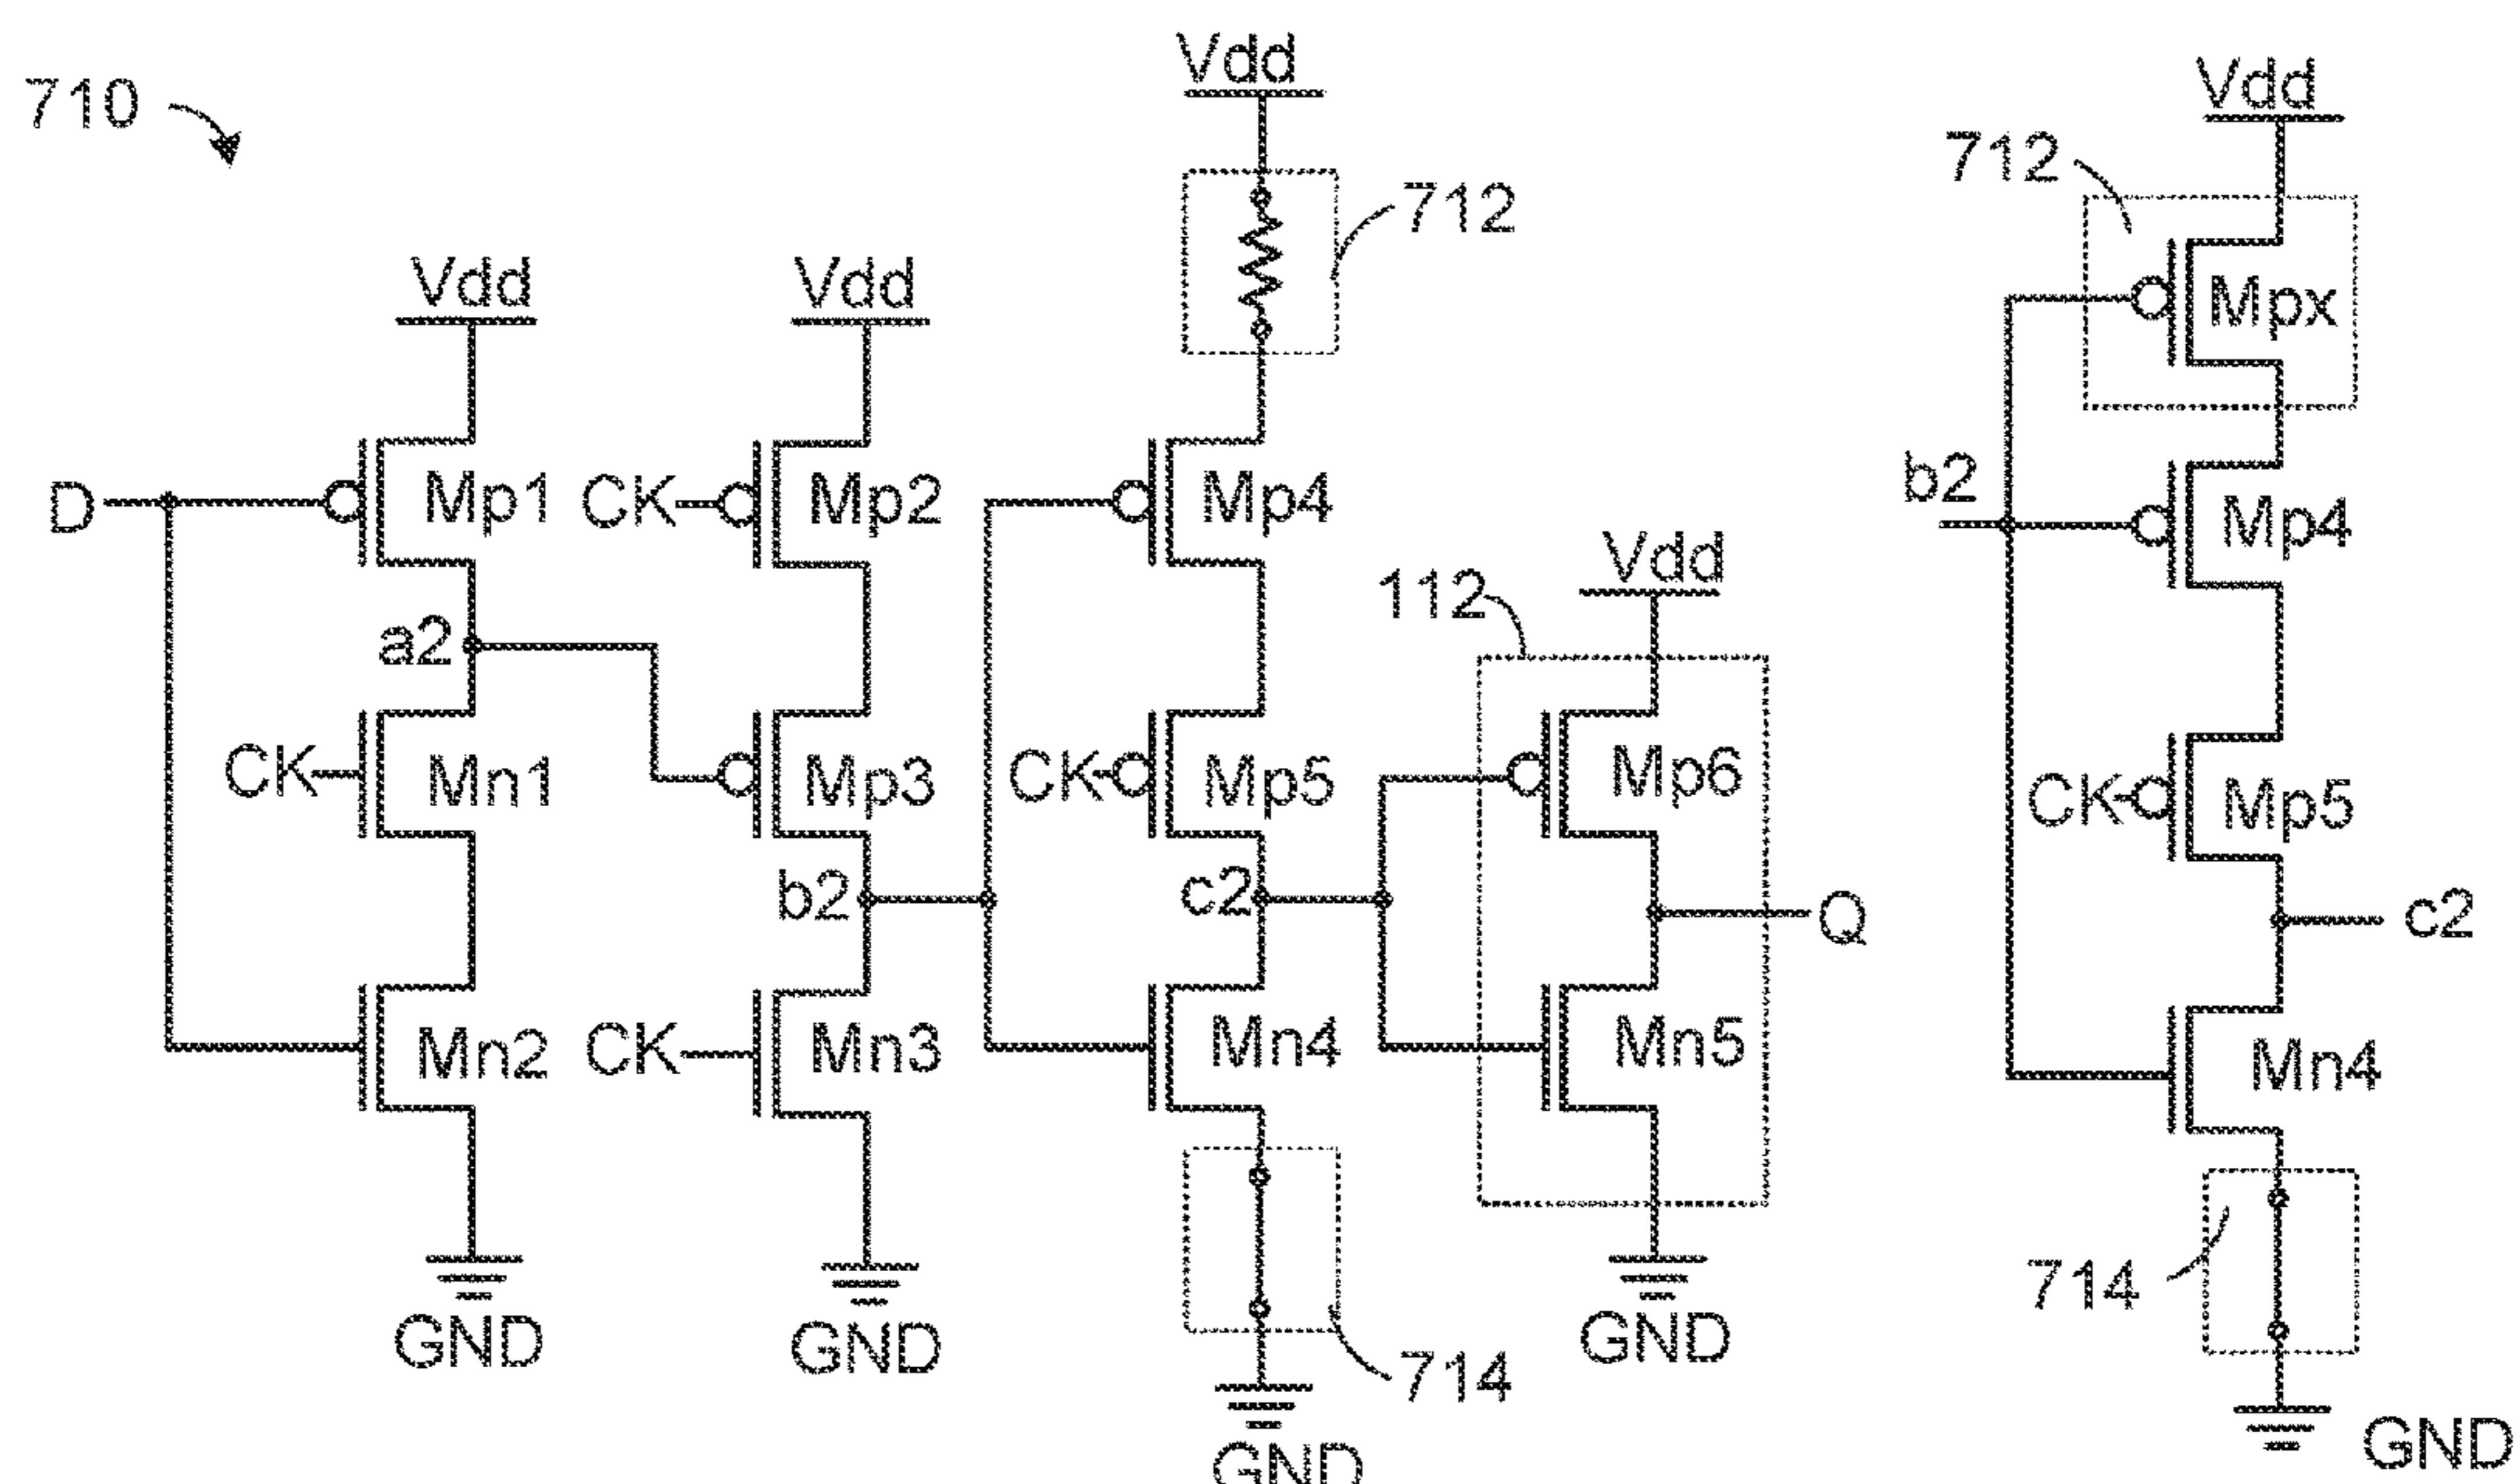 710
Vdd
712
Vdd
Vdd
D
Mp1
CK
Mp2
Mp4
a2
112
Vdd
CK
Mn1
Mp3
CK
Mp5
Mp6
b2
c2
Q
Mn2
CK
Mn3
Mn4
Mn5
GND
GND
714
GND
GND
Vdd
712
Mpx
b2
Mp4
CK
Mp5
c2
Mn4
714
GND